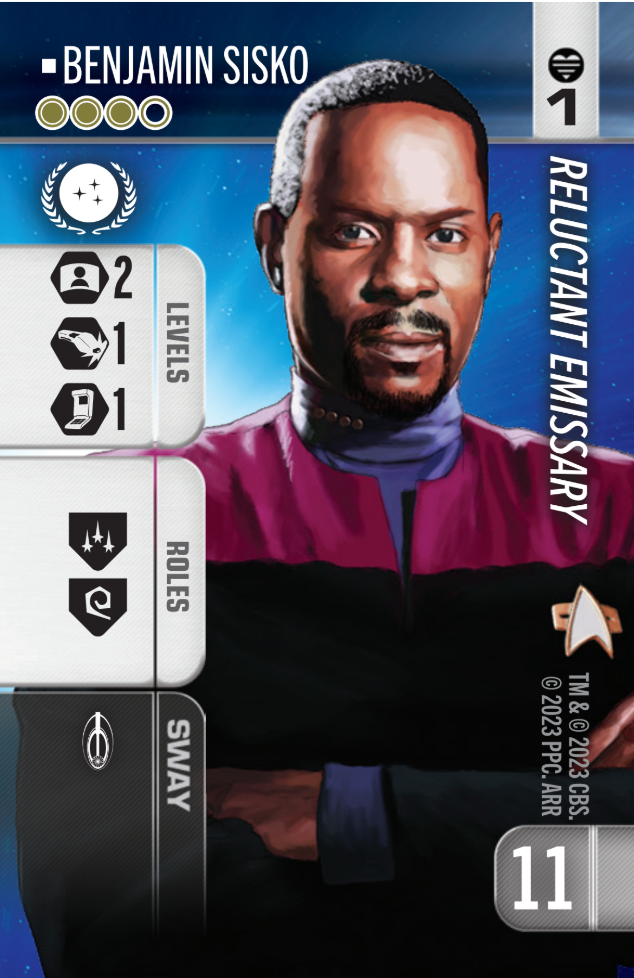 BENJAMIN SISKO
1
RELUCTANT EMISSARY
LEVELS
2
1
1
ROLES
SWAY
TM & © 2023 CBS.
© 2023 PPC. ARR
11